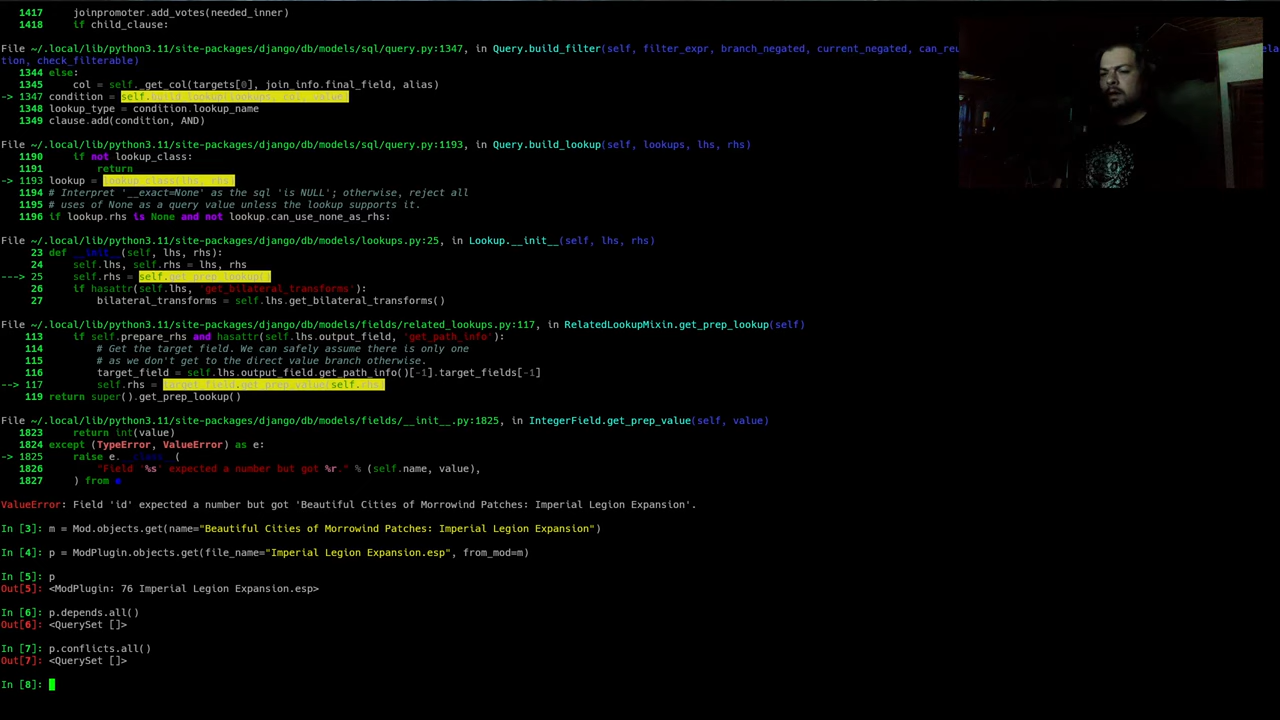 1417     joinpromoter.add_votes(needed_inner)
1418     if child_clause:
File ~/.local/lib/python3.11/site-packages/django/db/models/sql/query.py:1347, in Query.build_filter(self, filter_expr, branch_negated, current_negated, can_reu
tion, check_filterable)
1344 else:
1345     col = self._get_col(targets[0], join_info.final_field, alias)
-> 1347 condition = self.build_lookup(lookups, col, value)
1348 lookup_type = condition.lookup_name
1349 clause.add(condition, AND)
File ~/.local/lib/python3.11/site-packages/django/db/models/sql/query.py:1193, in Query.build_lookup(self, lookups, lhs, rhs)
1190     if not lookup_class:
1191         return
-> 1193 lookup = lookup_class(lhs, rhs)
1194 # Interpret '__exact=None' as the sql 'is NULL'; otherwise, reject all
1195 # uses of None as a query value unless the lookup supports it.
1196 if lookup.rhs is None and not lookup.can_use_none_as_rhs:
File ~/.local/lib/python3.11/site-packages/django/db/models/lookups.py:25, in Lookup.__init__(self, lhs, rhs)
23 def __init__(self, lhs, rhs):
24     self.lhs, self.rhs = lhs, rhs
---> 25     self.rhs = self.get_prep_lookup()
26     if hasattr(self.lhs, 'get_bilateral_transforms'):
27         bilateral_transforms = self.lhs.get_bilateral_transforms()
File ~/.local/lib/python3.11/site-packages/django/db/models/fields/related_lookups.py:117, in RelatedLookupMixin.get_prep_lookup(self)
113     if self.prepare_rhs and hasattr(self.lhs.output_field, 'get_path_info'):
114         # Get the target field. We can safely assume there is only one
115         # as we don't get to the direct value branch otherwise.
116         target_field = self.lhs.output_field.get_path_info()[-1].target_fields[-1]
--> 117         self.rhs = target_field.get_prep_value(self.rhs)
119 return super().get_prep_lookup()
File ~/.local/lib/python3.11/site-packages/django/db/models/fields/__init__.py:1825, in IntegerField.get_prep_value(self, value)
1823     return int(value)
1824 except (TypeError, ValueError) as e:
-> 1825     raise e.__class__(
1826         "Field '%s' expected a number but got %r." % (self.name, value),
1827     ) from e
ValueError: Field 'id' expected a number but got 'Beautiful Cities of Morrowind Patches: Imperial Legion Expansion'.
In [3]: m = Mod.objects.get(name="Beautiful Cities of Morrowind Patches: Imperial Legion Expansion")
In [4]: p = ModPlugin.objects.get(file_name="Imperial Legion Expansion.esp", from_mod=m)
In [5]: p
Out[5]: <ModPlugin: 76 Imperial Legion Expansion.esp>
In [6]: p.depends.all()
Out[6]: <QuerySet []>
In [7]: p.conflicts.all()
Out[7]: <QuerySet []>
In [8]: